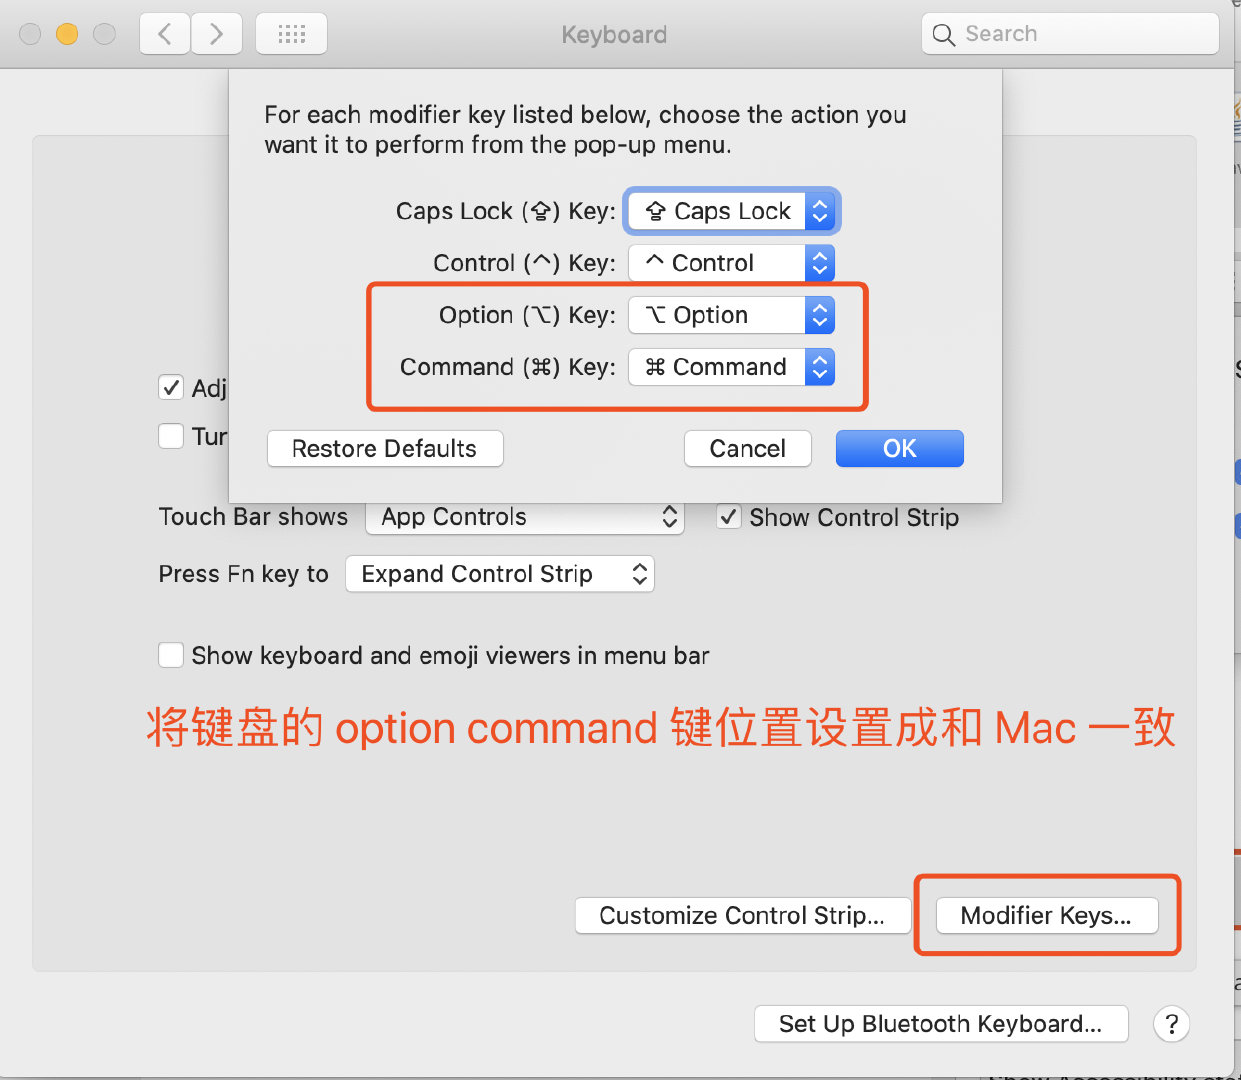 Keyboard
Search
For each modifier key listed below, choose the action you
want it to perform from the pop-up menu.
Caps Lock (⇪) Key: ⇪ Caps Lock
Control (^) Key: ^ Control
Option (⌥) Key: ⌥ Option
Command (⌘) Key: ⌘ Command
Restore Defaults Cancel OK
Adj
Tur
Touch Bar shows App Controls Show Control Strip
Press Fn key to Expand Control Strip
Show keyboard and emoji viewers in menu bar
将键盘的 option command 键位置设置成和 Mac 一致
Customize Control Strip... Modifier Keys...
Set Up Bluetooth Keyboard... ?